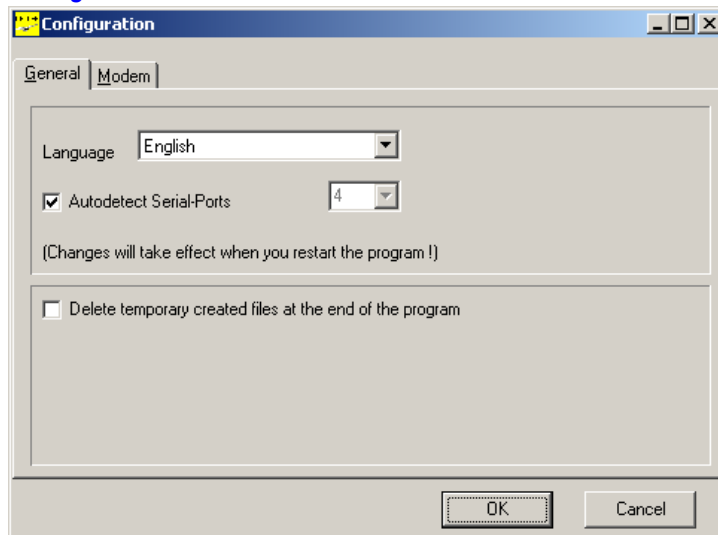 Configuration
General Modem
Language English
Autodetect Serial-Ports 4
(Changes will take effect when you restart the program !)
Delete temporary created files at the end of the program
OK Cancel